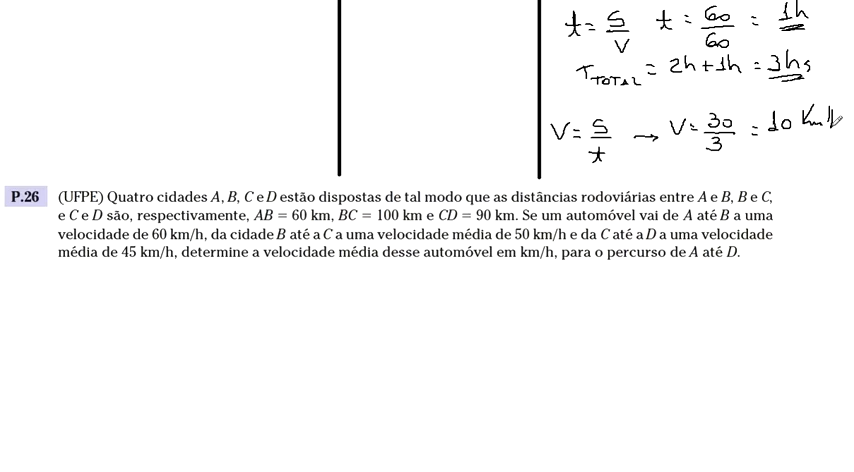 t = S/V t = 60/60 = 1h
T TOTAL = 2h + 1h = 3hs
V = S/t → V = 30/3 = 10 Km/h
P.26 (UFPE) Quatro cidades A, B, C e D estão dispostas de tal modo que as distâncias rodoviárias entre A e B, B e C,
e C e D são, respectivamente, AB = 60 km, BC = 100 km e CD = 90 km. Se um automóvel vai de A até B a uma
velocidade de 60 km/h, da cidade B até a C a uma velocidade média de 50 km/h e da C até a D a uma velocidade
média de 45 km/h, determine a velocidade média desse automóvel em km/h, para o percurso de A até D.